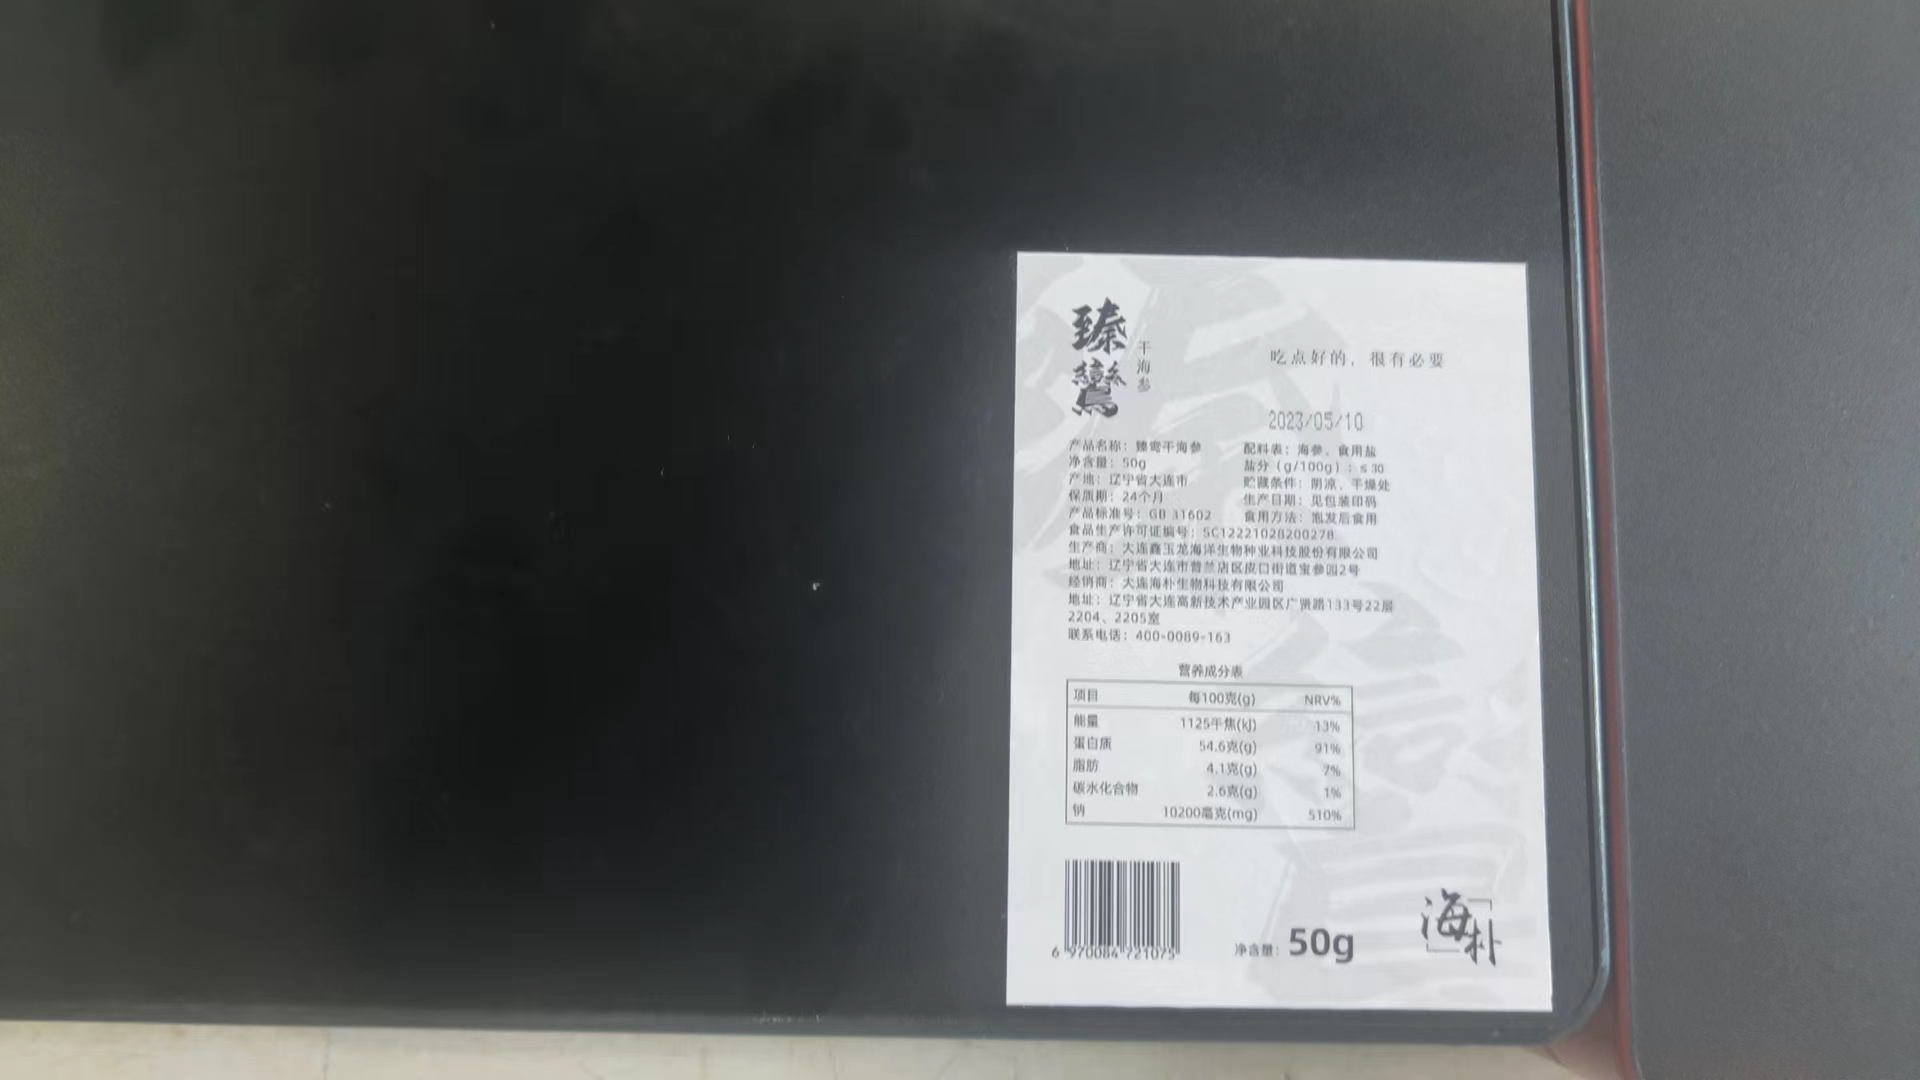 臻鸞
干海参
吃点好的，很有必要
2023/05/10
产品名称：臻鸾干海参
净含量：50g
产地：辽宁省大连市
保质期：24个月
产品标准号：GB 31602
配料表：海参、食用盐
盐分（g/100g）：≤30
贮藏条件：阴凉、干燥处
生产日期：见包装印码
食用方法：泡发后食用
食品生产许可证编号：SC12221028200278
生产商：大连鑫玉龙海洋生物种业科技股份有限公司
地址：辽宁省大连市普兰店区皮口街道宝参园2号
经销商：大连海朴生物科技有限公司
地址：辽宁省大连高新技术产业园区广贤路133号22层
2204、2205室
联系电话：400-0089-163
营养成分表
项目 每100克(g) NRV%
能量 1125千焦(kJ) 13%
蛋白质 54.6克(g) 91%
脂肪 4.1克(g) 7%
碳水化合物 2.6克(g) 1%
钠 10200毫克(mg) 510%
6 970084 721075
净含量：50g
海朴